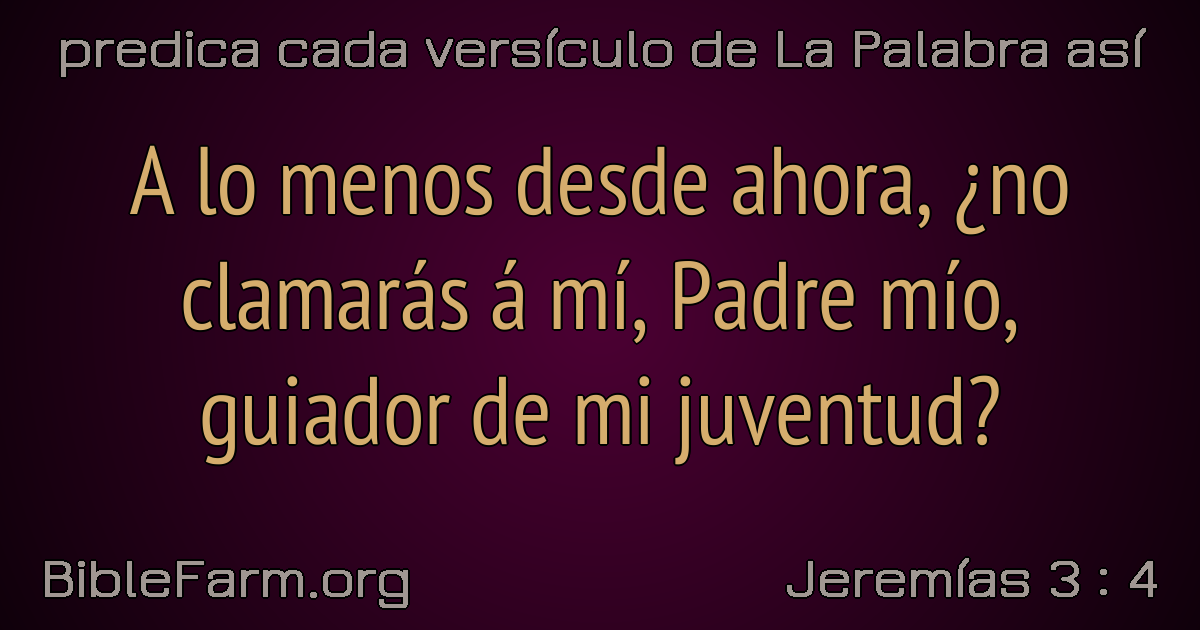 predica cada versículo de La Palabra así
A lo menos desde ahora, ¿no
clamarás á mí, Padre mío,
guiador de mi juventud?
BibleFarm.org
Jeremías 3 : 4